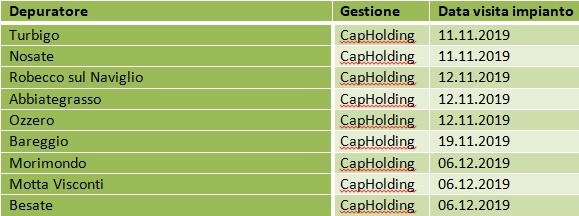 Depuratore Gestione Data visita impianto
Turbigo CapHolding 11.11.2019
Nosate CapHolding 11.11.2019
Robecco sul Naviglio CapHolding 12.11.2019
Abbiategrasso CapHolding 12.11.2019
Ozzero CapHolding 12.11.2019
Bareggio CapHolding 19.11.2019
Morimondo CapHolding 06.12.2019
Motta Visconti CapHolding 06.12.2019
Besate CapHolding 06.12.2019